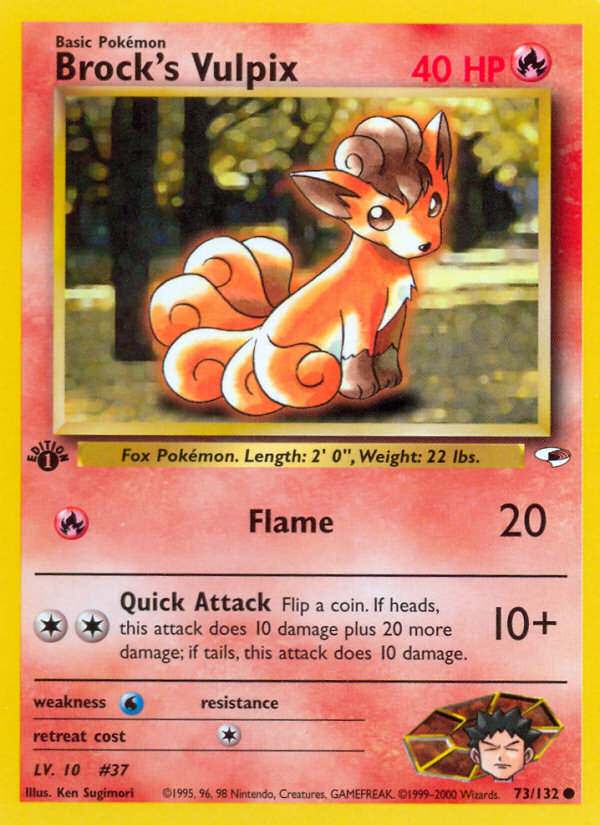 Basic Pokémon
Brock's Vulpix
40 HP
EDITION
1
Fox Pokémon. Length: 2' 0", Weight: 22 lbs.
Flame 20
Quick Attack Flip a coin. If heads,
this attack does 10 damage plus 20 more
damage; if tails, this attack does 10 damage.
10+
weakness resistance
retreat cost
LV. 10 #37
Illus. Ken Sugimori ©1995, 96, 98 Nintendo, Creatures, GAMEFREAK. ©1999-2000 Wizards. 73/132